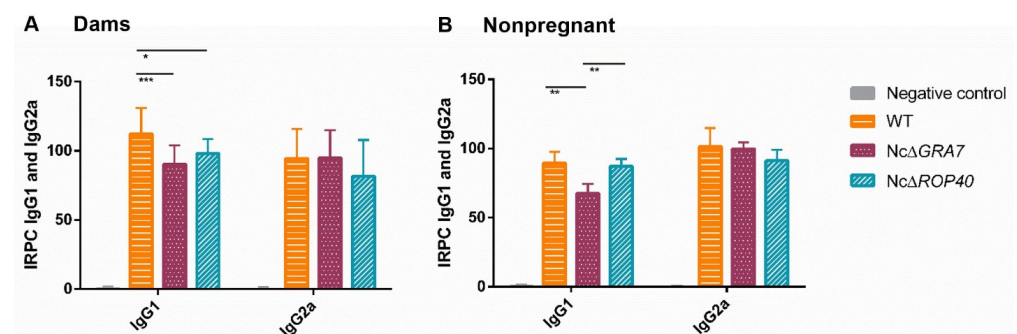 A Dams
B Nonpregnant
IRPC IgG1 and IgG2a
150
100
50
0
*
***
IgG1
IgG2a
IRPC IgG1 and IgG2a
150
100
50
0
**
**
IgG1
IgG2a
Negative control
WT
NcΔGRA7
NcΔROP40